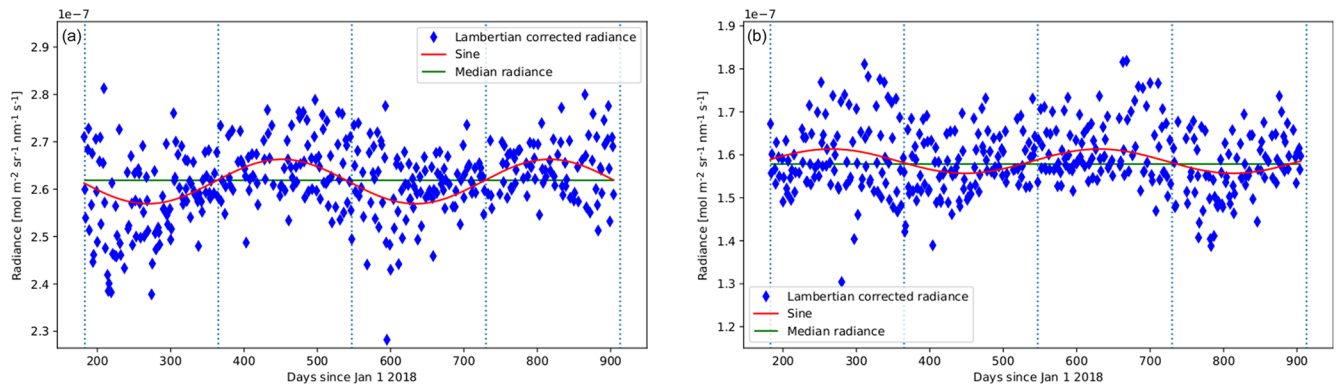 1e−7
(a)
Lambertian corrected radiance
Sine
Median radiance
2.9
2.8
2.7
2.6
2.5
2.4
2.3
Radiance [mol m⁻² sr⁻¹ nm⁻¹ s⁻¹]
200 300 400 500 600 700 800 900
Days since Jan 1 2018
1e−7
(b)
1.9
1.8
1.7
1.6
1.5
1.4
1.3
1.2
Radiance [mol m⁻² sr⁻¹ nm⁻¹ s⁻¹]
Lambertian corrected radiance
Sine
Median radiance
200 300 400 500 600 700 800 900
Days since Jan 1 2018